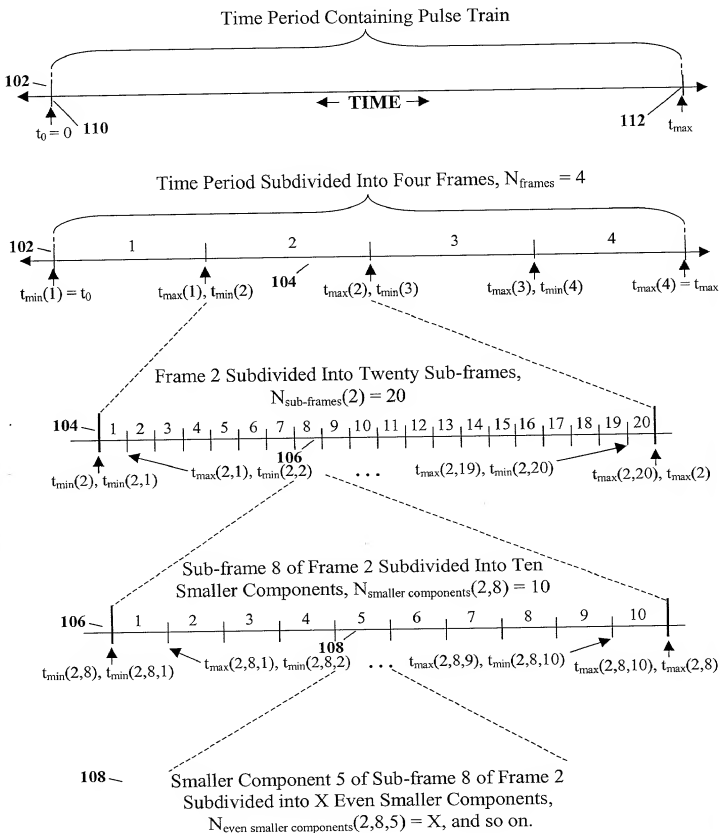 Time Period Containing Pulse Train
102
← TIME →
t0 = 0 110 112 tmax
Time Period Subdivided Into Four Frames, Nframes = 4
102 1 2 3 4
104
tmin(1) = t0 tmax(1), tmin(2) tmax(2), tmin(3) tmax(3), tmin(4) tmax(4) = tmax
Frame 2 Subdivided Into Twenty Sub-frames,
Nsub-frames(2) = 20
104 1 2 3 4 5 6 7 8 9 10 11 12 13 14 15 16 17 18 19 20
106
tmin(2), tmin(2,1) tmax(2,1), tmin(2,2) ... tmax(2,19), tmin(2,20) tmax(2,20), tmax(2)
Sub-frame 8 of Frame 2 Subdivided Into Ten
Smaller Components, Nsmaller components(2,8) = 10
106 1 2 3 4 5 6 7 8 9 10
108
tmin(2,8), tmin(2,8,1) tmax(2,8,1), tmin(2,8,2) ... tmax(2,8,9), tmin(2,8,10) tmax(2,8,10), tmax(2,8)
108 Smaller Component 5 of Sub-frame 8 of Frame 2
Subdivided into X Even Smaller Components,
Neven smaller components(2,8,5) = X, and so on.